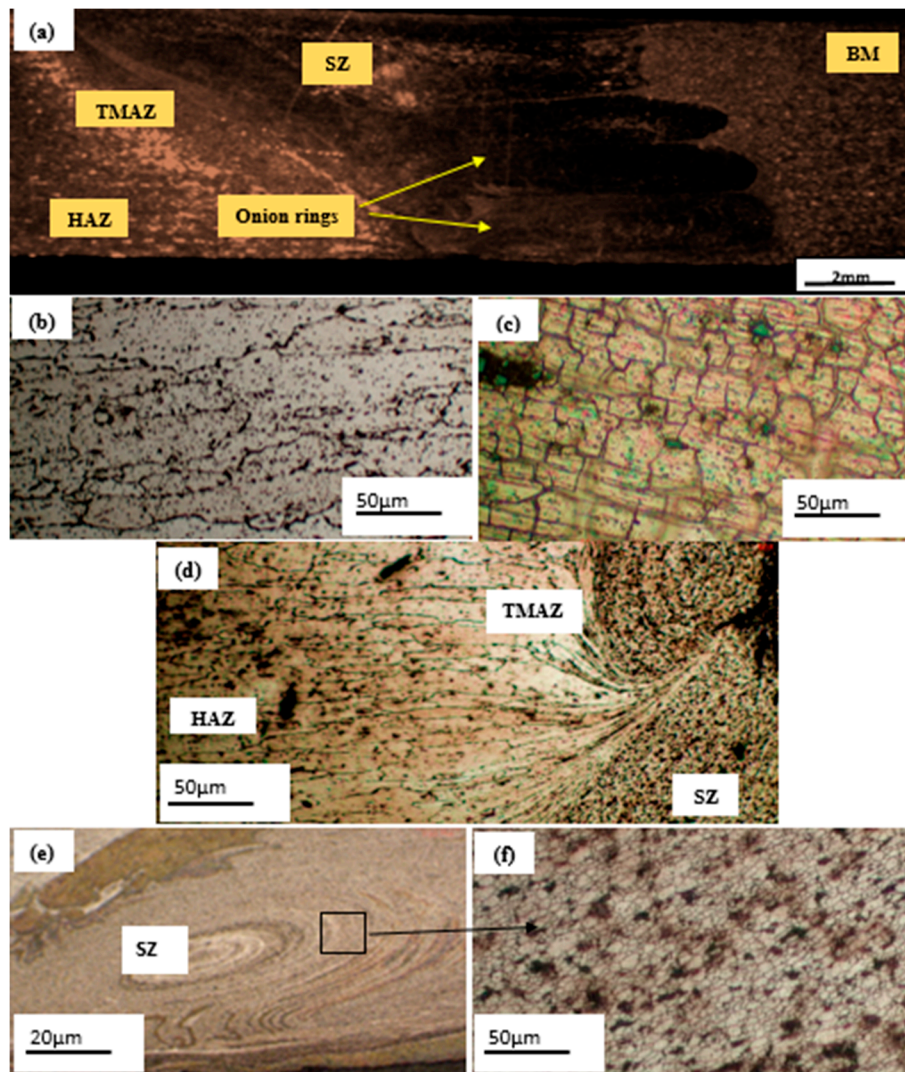 (a)
SZ
BM
TMAZ
HAZ
Onion rings
2mm
(b)
50μm
(c)
50μm
(d)
TMAZ
HAZ
50μm
SZ
(e)
SZ
20μm
(f)
50μm